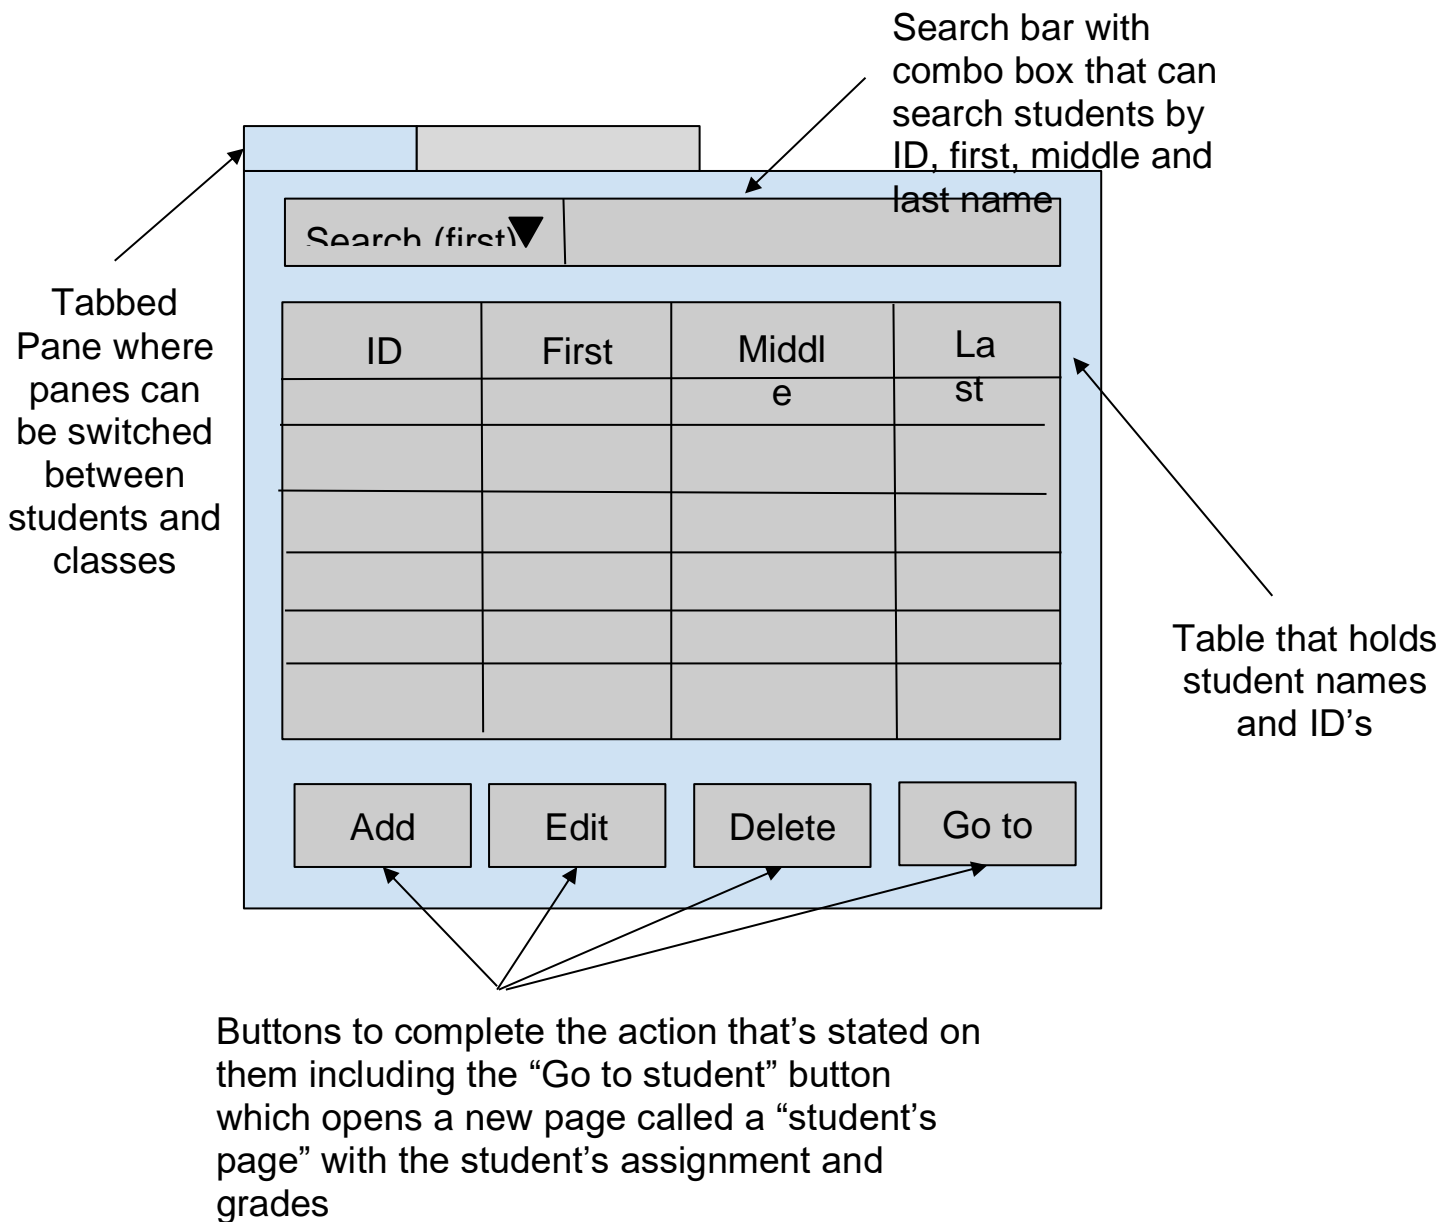 Search bar with
combo box that can
search students by
ID, first, middle and
last name
Search (first)
Tabbed
Pane where
panes can
be switched
between
students and
classes
ID
First
Middl
e
La
st
Table that holds
student names
and ID’s
Add
Edit
Delete
Go to
Buttons to complete the action that’s stated on
them including the “Go to student” button
which opens a new page called a “student’s
page” with the student’s assignment and
grades